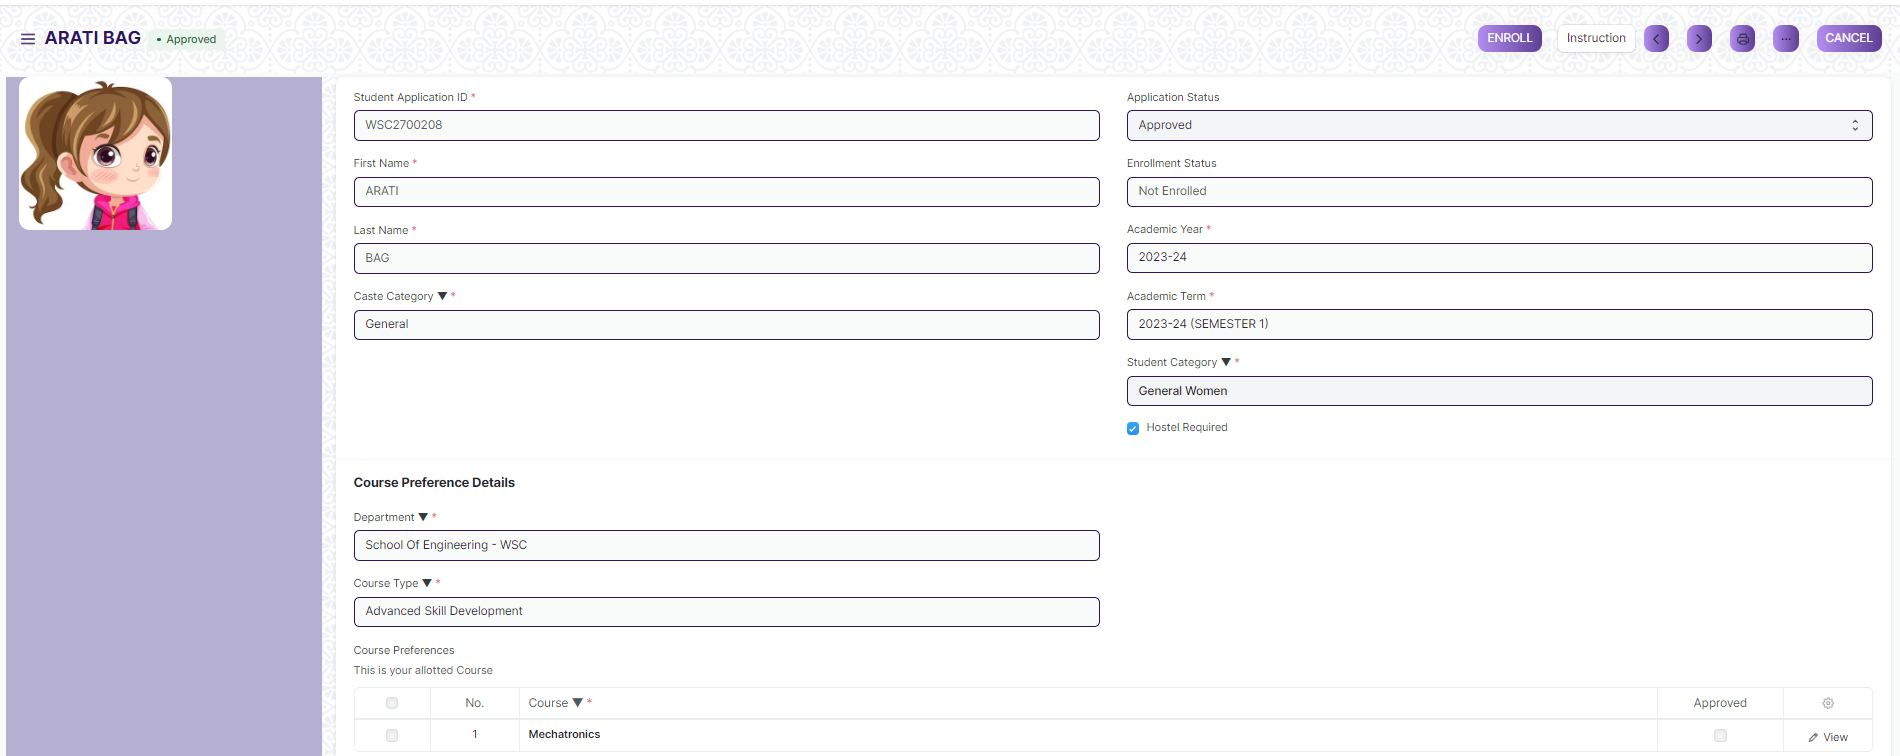 ARATI BAG • Approved ENROLL Instruction ... CANCEL
Student Application ID *
WSC2700208
First Name *
ARATI
Last Name *
BAG
Caste Category ▼ *
General
Application Status
Approved
Enrollment Status
Not Enrolled
Academic Year *
2023-24
Academic Term *
2023-24 (SEMESTER 1)
Student Category ▼ *
General Women
Hostel Required
Course Preference Details
Department ▼ *
School Of Engineering - WSC
Course Type ▼ *
Advanced Skill Development
Course Preferences
This is your allotted Course
No. Course ▼ * Approved
1 Mechatronics View